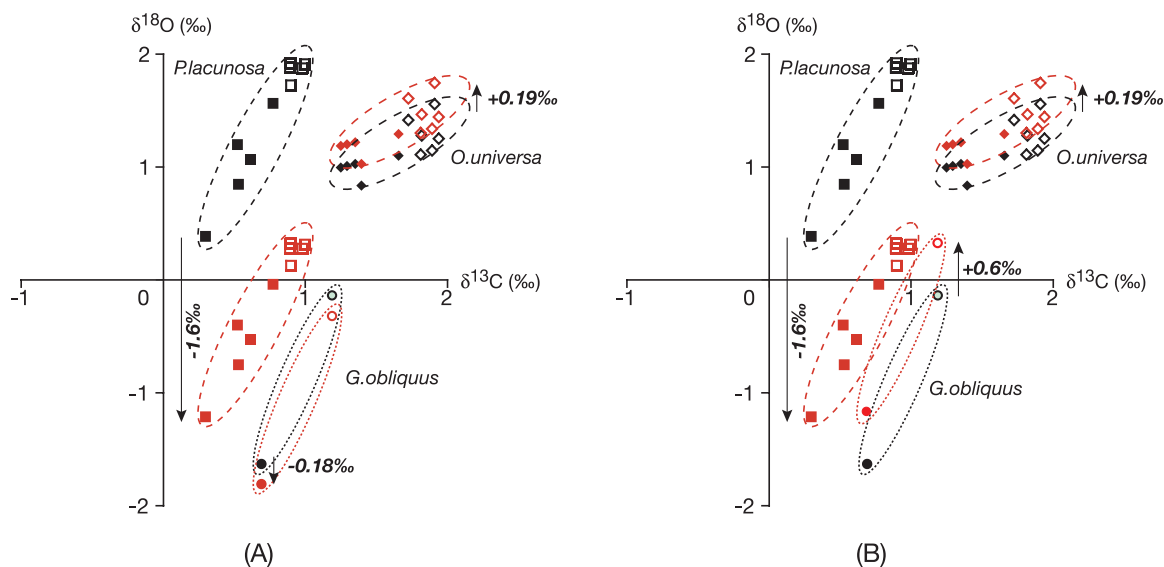 δ18O (‰)
2
P.lacunosa
+0.19‰
O.universa
1
δ13C (‰)
-1
0
1
2
-1.6‰
G.obliquus
-1
-0.18‰
-2
(A)
δ18O (‰)
2
P.lacunosa
+0.19‰
O.universa
1
+0.6‰
δ13C (‰)
-1
0
1
2
-1.6‰
G.obliquus
-1
-2
(B)